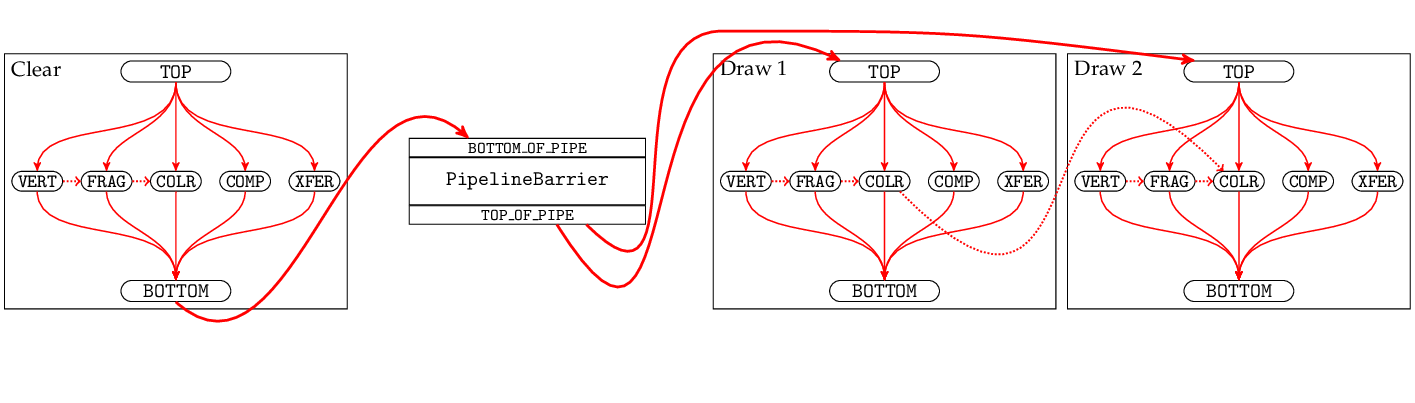 Clear
TOP
VERT FRAG COLR COMP XFER
BOTTOM
BOTTOM_OF_PIPE
PipelineBarrier
TOP_OF_PIPE
Draw 1
TOP
VERT FRAG COLR COMP XFER
BOTTOM
Draw 2
TOP
VERT FRAG COLR COMP XFER
BOTTOM